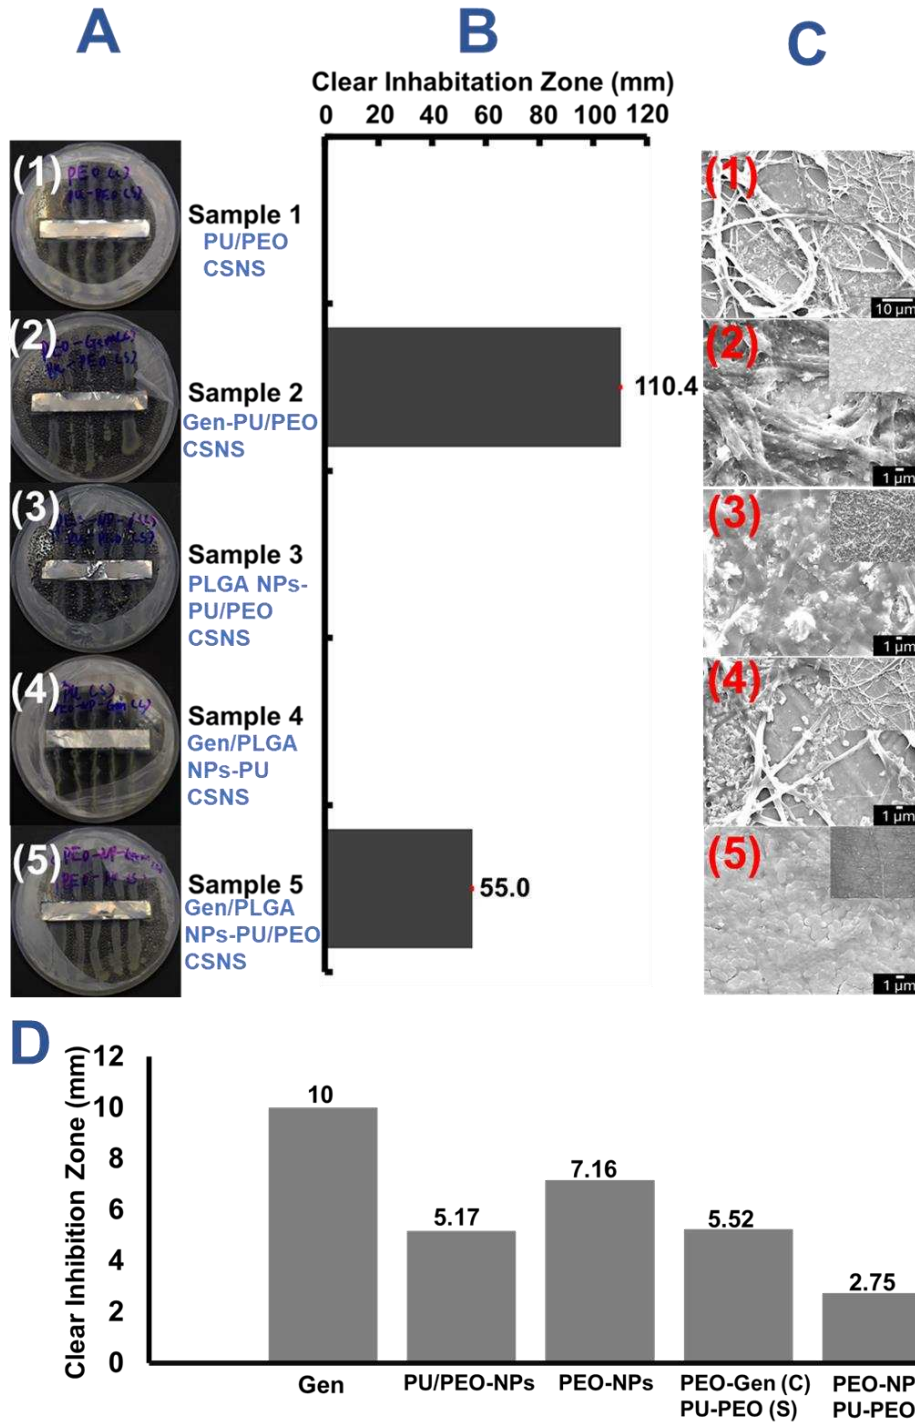 A
B
C
Clear Inhabitation Zone (mm)
0 20 40 60 80 100 120
(1)
Sample 1
PU/PEO
CSNS
(1)
10 µm
(2)
Sample 2
Gen-PU/PEO
CSNS
110.4
(2)
1 µm
(3)
Sample 3
PLGA NPs-
PU/PEO
CSNS
(3)
1 µm
(4)
Sample 4
Gen/PLGA
NPs-PU
CSNS
(4)
1 µm
(5)
Sample 5
Gen/PLGA
NPs-PU/PEO
CSNS
55.0
(5)
1 µm
D
Clear Inhibition Zone (mm)
12
10
8
6
4
2
0
10
5.17
7.16
5.52
2.75
Gen
PU/PEO-NPs
PEO-NPs
PEO-Gen (C)
PU-PEO (S)
PEO-NP
PU-PEO